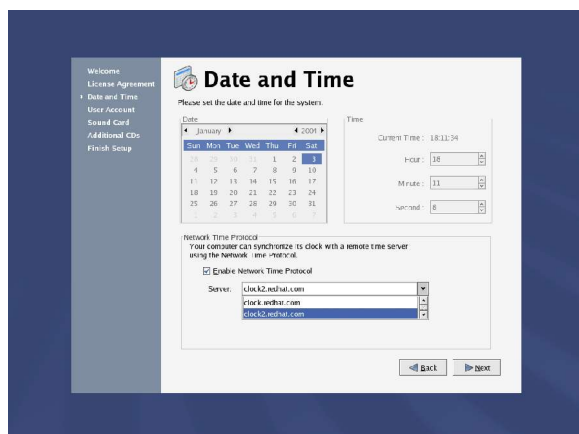 Welcome
License Agreement
Date and Time
User Account
Sound Card
Additional CDs
Finish Setup
Date and Time
Please set the date and time for the system.
Date
January 2004
Sun Mon Tue Wed Thu Fri Sat
28 29 30 31 1 2 3
4 5 6 7 8 9 10
11 12 13 14 15 16 17
18 19 20 21 22 23 24
25 26 27 28 29 30 31
1 2 3 4 5 6 7
Time
Current Time : 18:11:34
Hour : 18
Minute : 11
Second : 8
Network Time Protocol
Your computer can synchronize its clock with a remote time server
using the Network Time Protocol.
Enable Network Time Protocol
Server: clock2.redhat.com
clock.redhat.com
clock2.redhat.com
Back Next